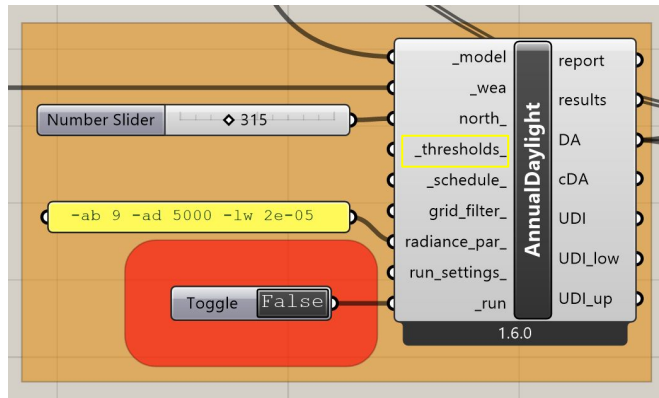 _model
report
_wea
results
Number Slider 315
north_
DA
_thresholds_
_schedule_
cDA
-ab 9 -ad 5000 -lw 2e-05
grid_filter_
UDI
radiance_par_
AnnualDaylight
run_settings_
UDI_low
Toggle False
_run
UDI_up
1.6.0